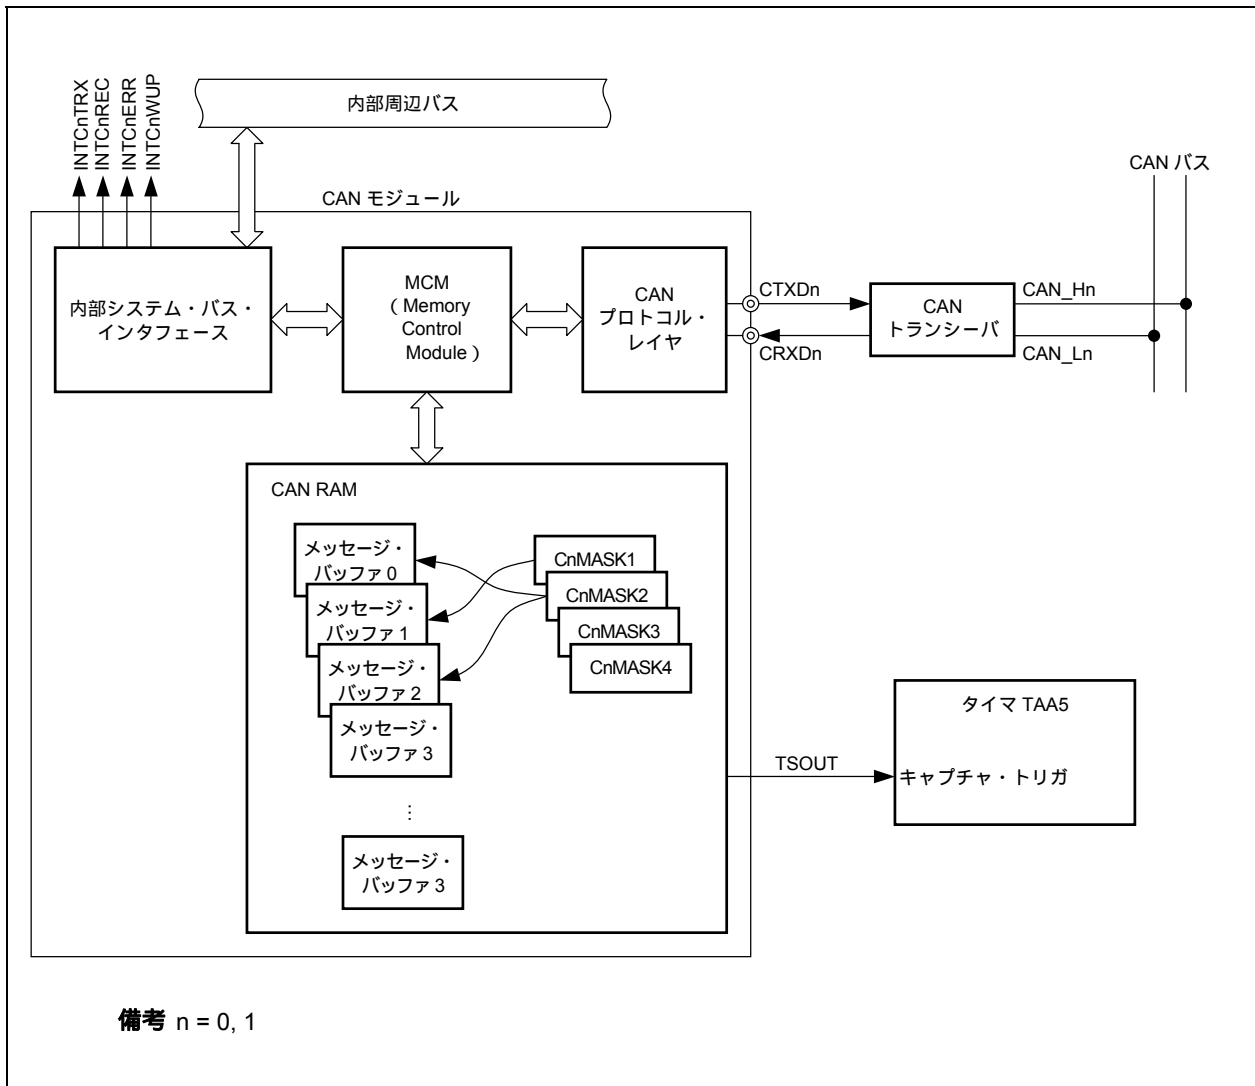 INTCnTRX
INTCnREC
INTCnERR
INTCnWUP
内部周辺バス
CAN バス
CAN モジュール
内部システム・バス・
インタフェース
MCM
（ Memory
Control
Module ）
CAN
プロトコル・
レイヤ
CTXDn
CRXDn
CAN
トランシーバ
CAN_Hn
CAN_Ln
CAN RAM
メッセージ・
バッファ 0
メッセージ・
バッファ 1
メッセージ・
バッファ 2
メッセージ・
バッファ 3
…
メッセージ・
バッファ 3
CnMASK1
CnMASK2
CnMASK3
CnMASK4
TSOUT
タイマ TAA5
キャプチャ・トリガ
備考 n = 0, 1